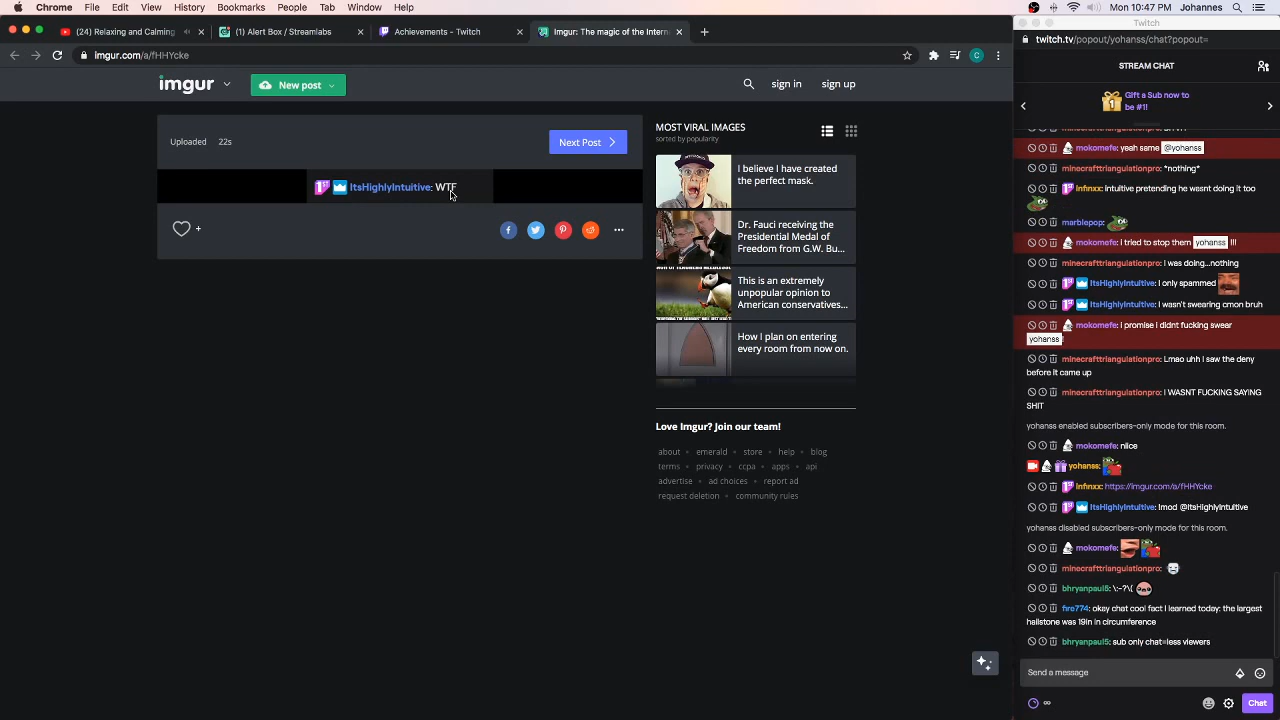 Chrome File Edit View History Bookmarks People Tab Window Help
Mon 10:47 PM Johannes
(24) Relaxing and Calming
(1) Alert Box / Streamlabs
Achievements - Twitch
Imgur: The magic of the Intern
imgur.com/a/fHHYcke
imgur
New post
sign in
sign up
Uploaded 22s
Next Post
ItsHighlyIntuitive: WTF
MOST VIRAL IMAGES
sorted by popularity
I believe I have created
the perfect mask.
Dr. Fauci receiving the
Presidential Medal of
Freedom from G.W. Bu...
This is an extremely
unpopular opinion to
American conservatives...
How I plan on entering
every room from now on.
Love Imgur? Join our team!
about emerald store help blog
terms privacy ccpa apps api
advertise ad choices report ad
request deletion community rules
Twitch
twitch.tv/popout/yohanss/chat?popout=
STREAM CHAT
Gift a Sub now to
be #1!
mokomefe: yeah same @yohanss
minecrafttriangulationpro: *nothing*
Infinxx: intuitive pretending he wasnt doing it too
marblepop:
mokomefe: I tried to stop them yohanss !!!
minecrafttriangulationpro: I was doing...nothing
ItsHighlyIntuitive: I only spammed
ItsHighlyIntuitive: I wasn't swearing cmon bruh
mokomefe: I promise I didnt fucking swear
yohanss
minecrafttriangulationpro: Lmao uhh I saw the deny
before it came up
minecrafttriangulationpro: I WASNT FUCKING SAYING
SHIT
yohanss enabled subscribers-only mode for this room.
mokomefe: niice
yohanss:
Infinxx: https://imgur.com/a/fHHYcke
ItsHighlyIntuitive: !mod @ItsHighlyIntuitive
yohanss disabled subscribers-only mode for this room.
mokomefe:
minecrafttriangulationpro:
bhryanpaul5: \:-?\(
fire774: okay chat cool fact I learned today: the largest
hailstone was 19in in circumference
bhryanpaul5: sub only chat=less viewers
Send a message
Chat